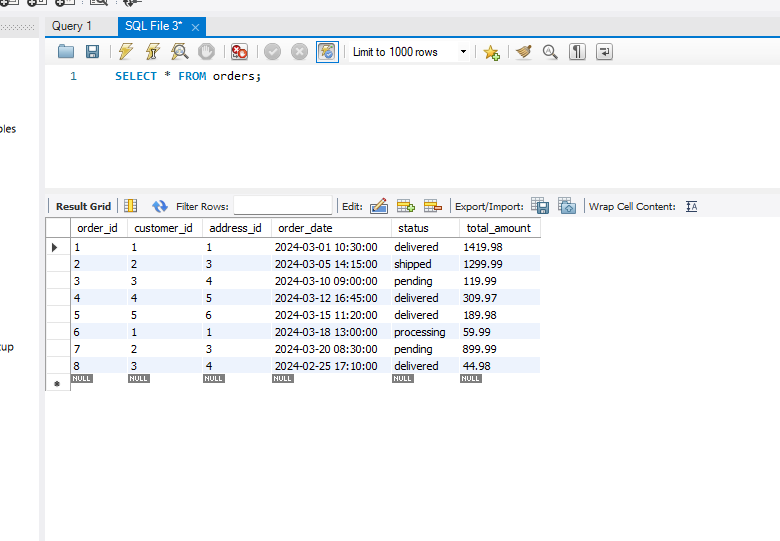 Query 1 SQL File 3*
Limit to 1000 rows
1 SELECT * FROM orders;
Result Grid Filter Rows: Edit: Export/Import: Wrap Cell Content:
order_id customer_id address_id order_date status total_amount
1 1 1 2024-03-01 10:30:00 delivered 1419.98
2 2 3 2024-03-05 14:15:00 shipped 1299.99
3 3 4 2024-03-10 09:00:00 pending 119.99
4 4 5 2024-03-12 16:45:00 delivered 309.97
5 5 6 2024-03-15 11:20:00 delivered 189.98
6 1 1 2024-03-18 13:00:00 processing 59.99
7 2 3 2024-03-20 08:30:00 pending 899.99
8 3 4 2024-02-25 17:10:00 delivered 44.98
NULL NULL NULL NULL NULL NULL